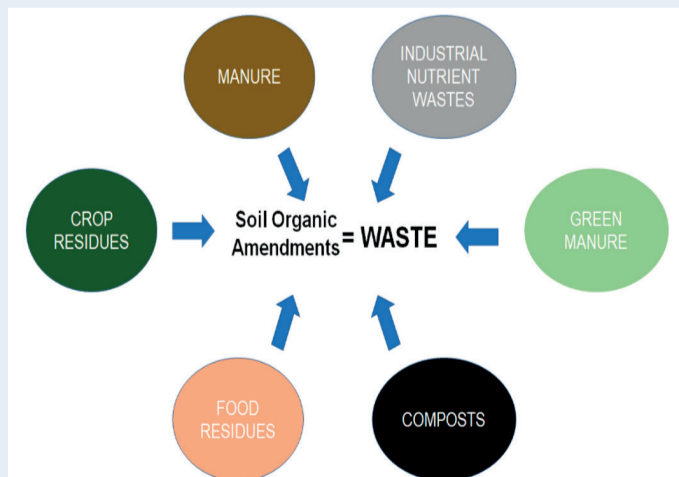 MANURE
INDUSTRIAL
NUTRIENT
WASTES
CROP
RESIDUES
Soil Organic
Amendments = WASTE
GREEN
MANURE
FOOD
RESIDUES
COMPOSTS